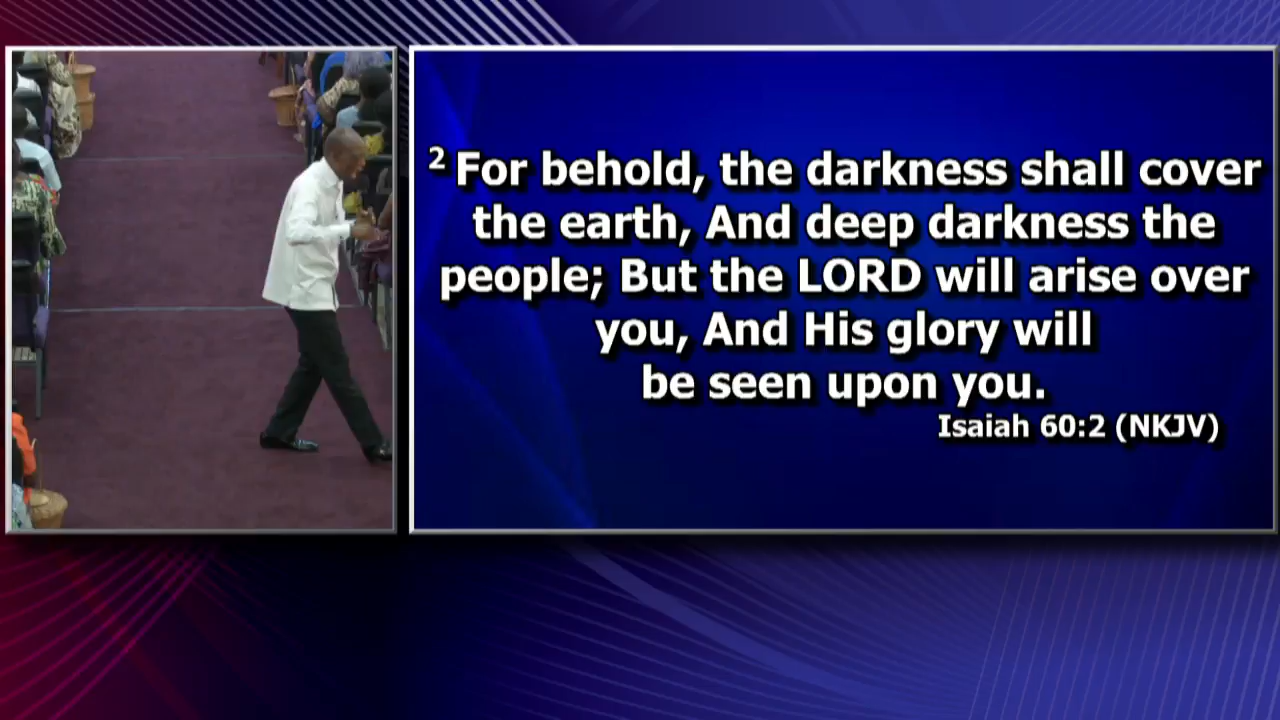 2 For behold, the darkness shall cover
the earth, And deep darkness the
people; But the LORD will arise over
you, And His glory will
be seen upon you.
Isaiah 60:2 (NKJV)